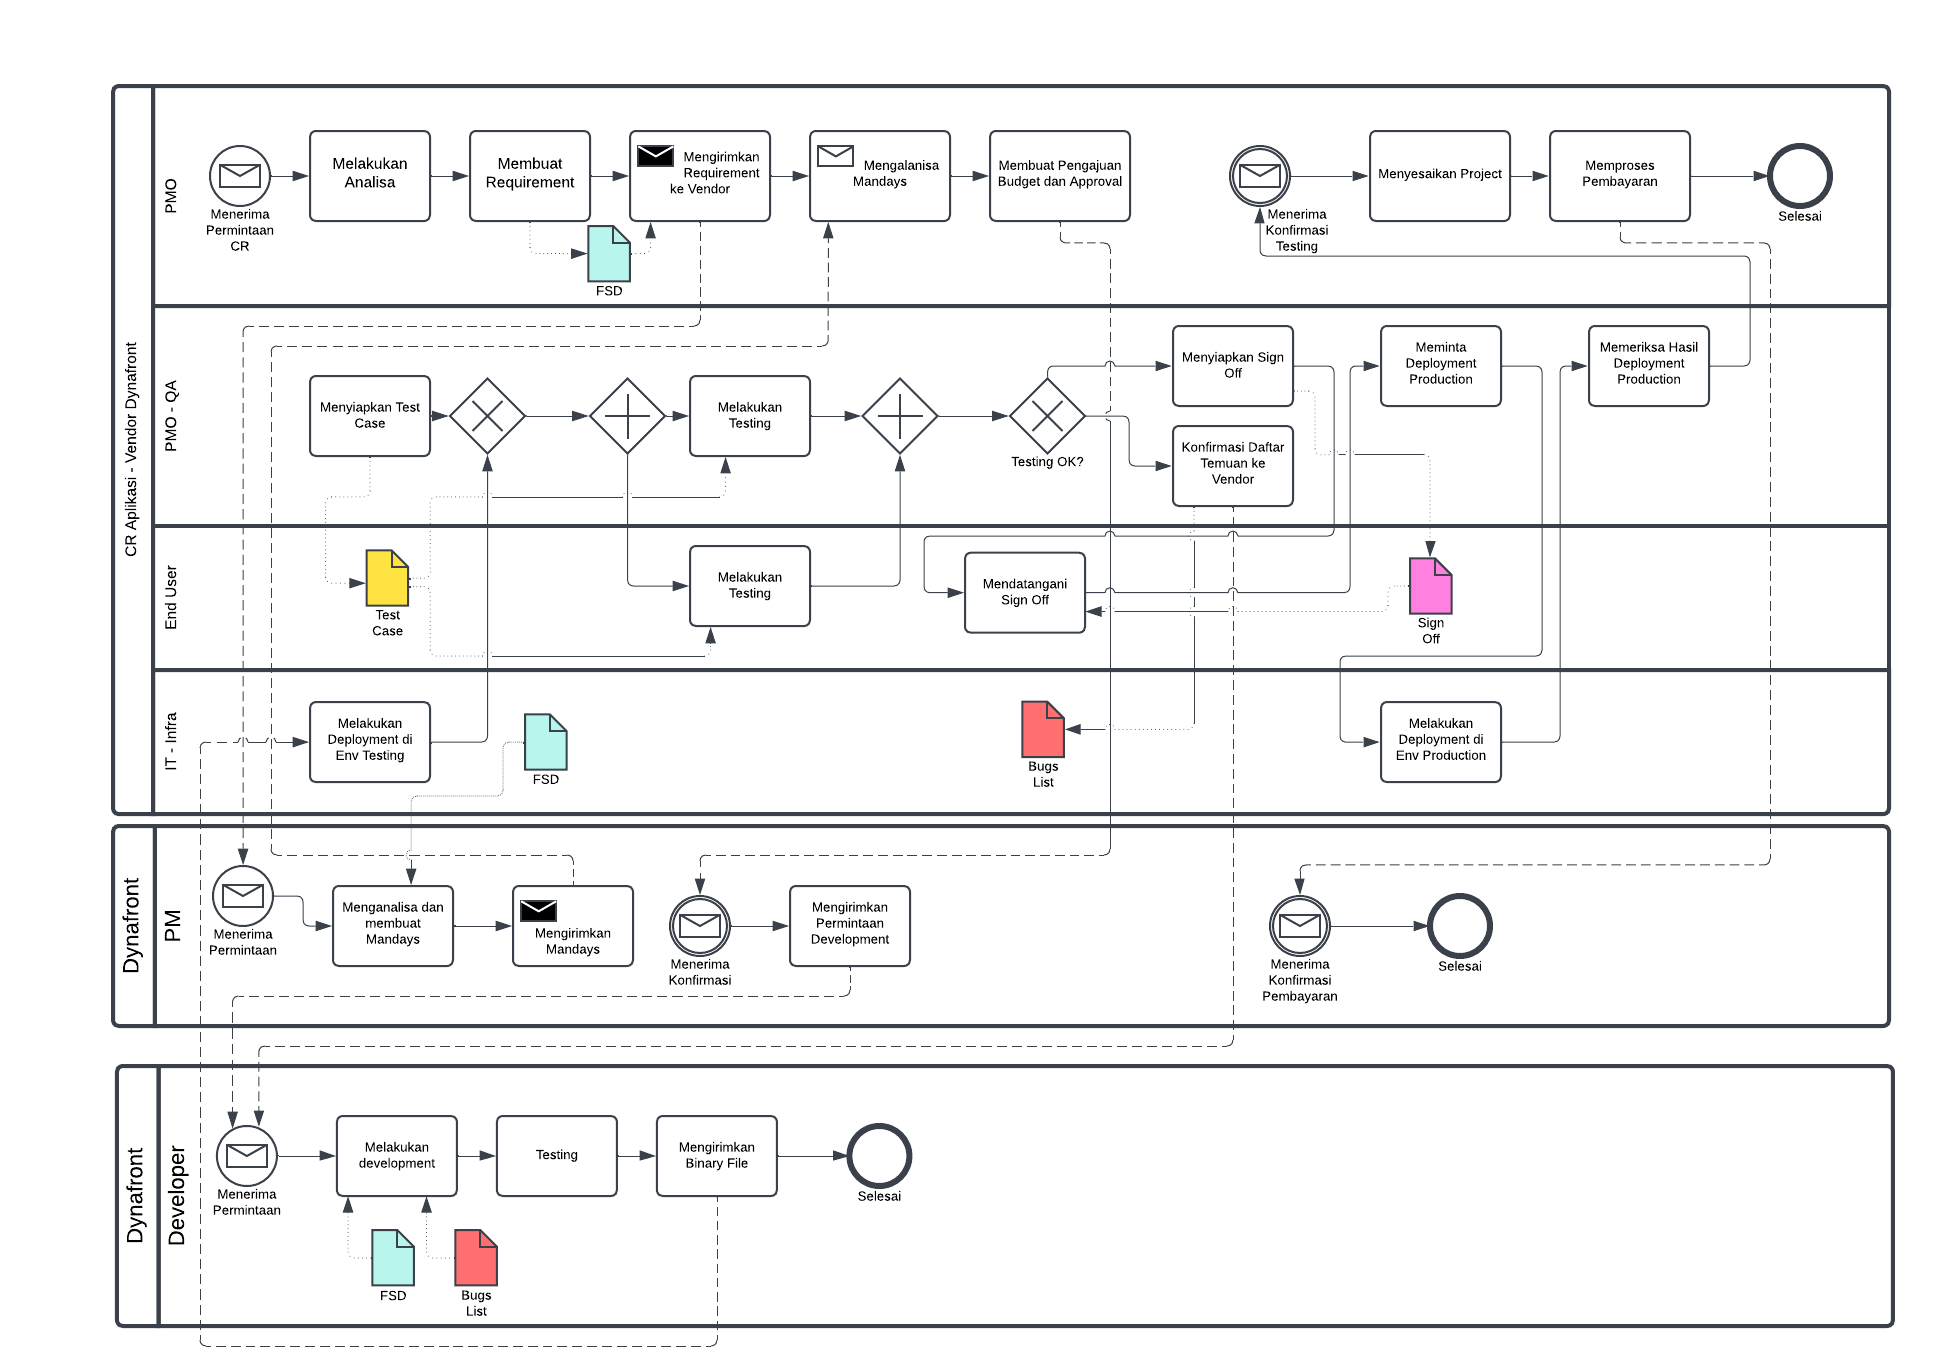 CR Aplikasi - Vendor Dynafront
PMO
Menerima
Permintaan
CR
Melakukan
Analisa
Membuat
Requirement
FSD
Mengirimkan
Requirement
ke Vendor
Mengalanisa
Mandays
Membuat Pengajuan
Budget dan Approval
Menerima
Konfirmasi
Testing
Menyesaikan Project
Memproses
Pembayaran
Selesai
PMO - QA
Menyiapkan Test
Case
Melakukan
Testing
Testing OK?
Menyiapkan Sign
Off
Konfirmasi Daftar
Temuan ke
Vendor
Meminta
Deployment
Production
Memeriksa Hasil
Deployment
Production
End User
Test
Case
Melakukan
Testing
Mendatangani
Sign Off
Sign
Off
IT - Infra
Melakukan
Deployment di
Env Testing
FSD
Bugs
List
Melakukan
Deployment di
Env Production
Dynafront
PM
Menerima
Permintaan
Menganalisa dan
membuat
Mandays
Mengirimkan
Mandays
Menerima
Konfirmasi
Mengirimkan
Permintaan
Development
Menerima
Konfirmasi
Pembayaran
Selesai
Dynafront
Developer
Menerima
Permintaan
Melakukan
development
Testing
Mengirimkan
Binary File
Selesai
FSD
Bugs
List